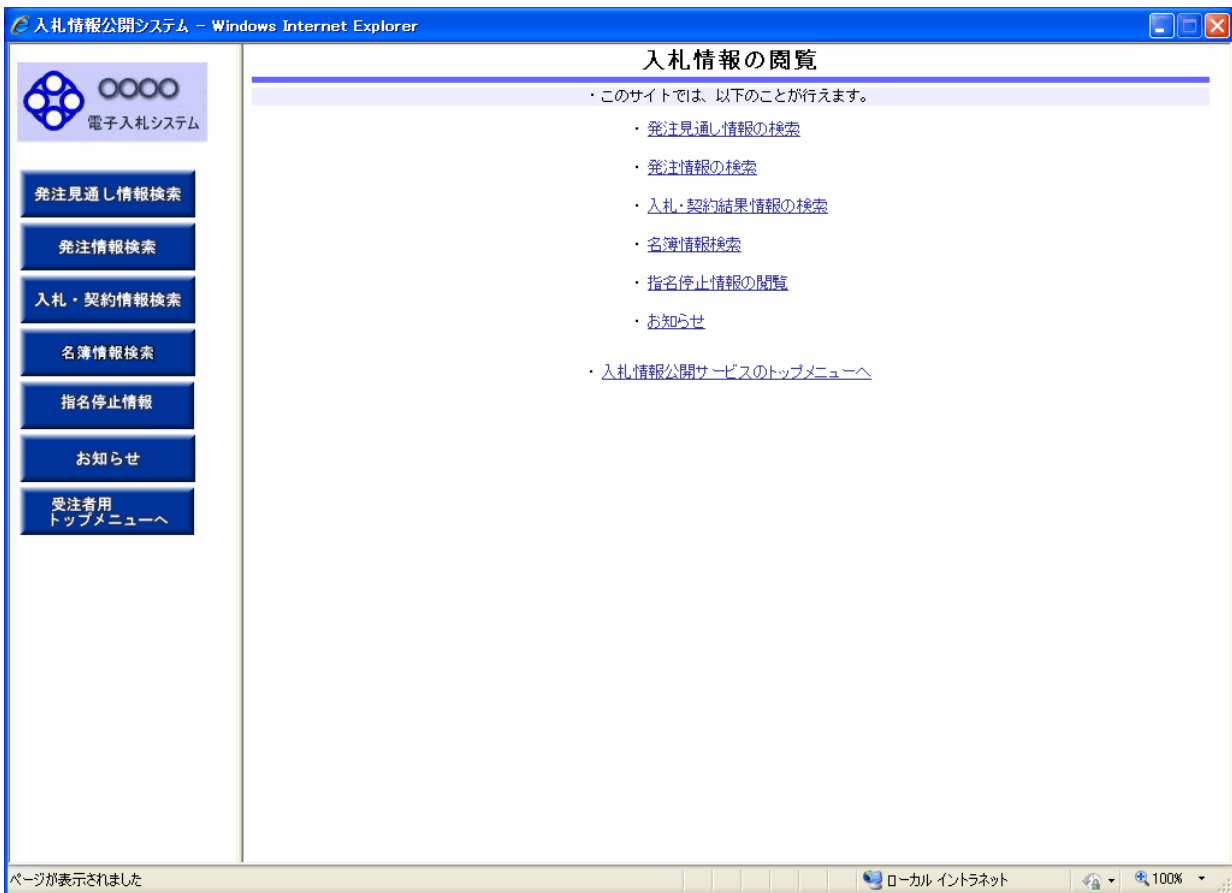 入札情報公開システム - Windows Internet Explorer
○○○○
電子入札システム
発注見通し情報検索
発注情報検索
入札・契約情報検索
名簿情報検索
指名停止情報
お知らせ
受注者用
トップメニューへ
入札情報の閲覧
・このサイトでは、以下のことが行えます。
・発注見通し情報の検索
・発注情報の検索
・入札・契約結果情報の検索
・名簿情報検索
・指名停止情報の閲覧
・お知らせ
・入札情報公開サービスのトップメニューへ
ページが表示されました
ローカル イントラネット
100%